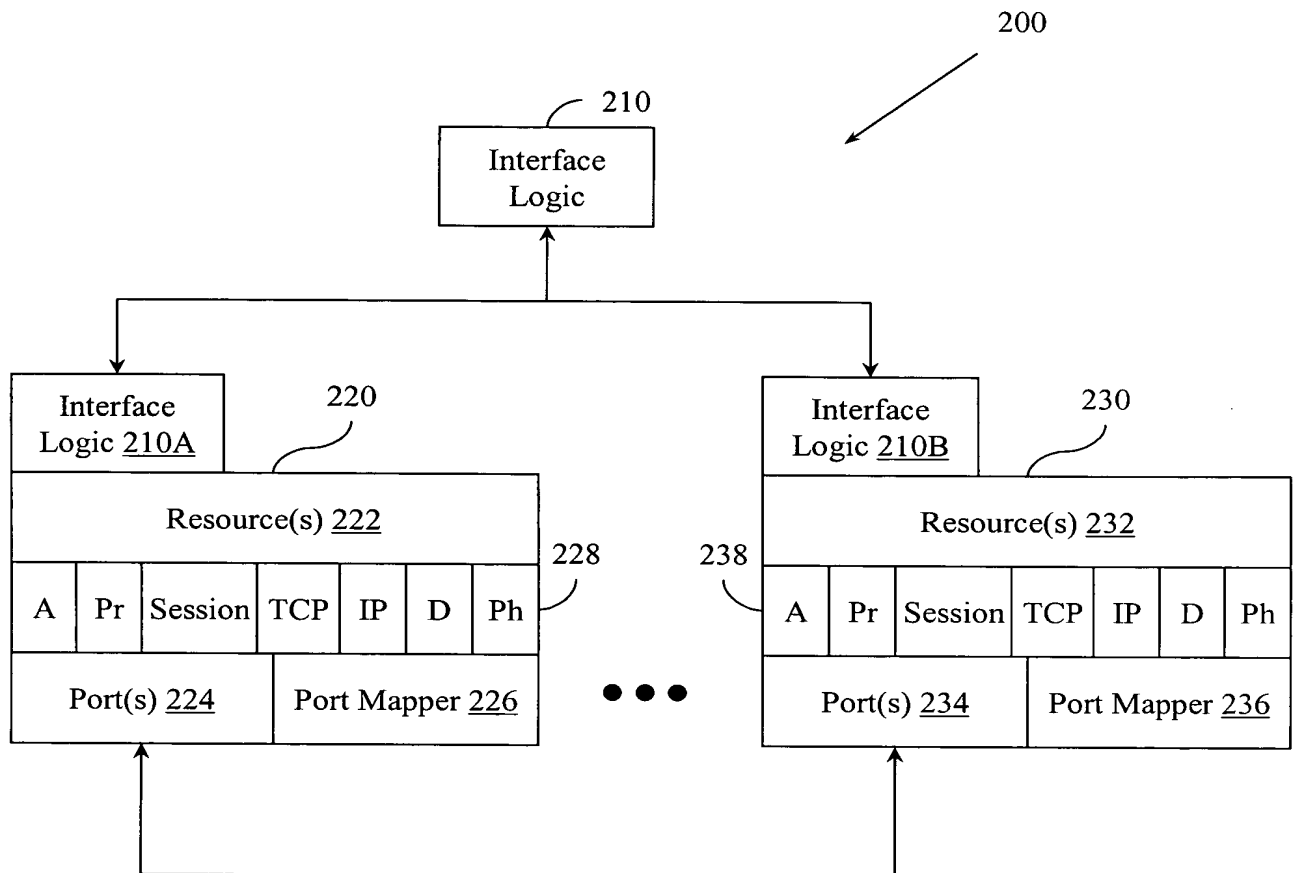 200
210
Interface
Logic
Interface
Logic 210A
220
Interface
Logic 210B
230
Resource(s) 222
Resource(s) 232
228
238
A Pr Session TCP IP D Ph
A Pr Session TCP IP D Ph
Port(s) 224 Port Mapper 226
Port(s) 234 Port Mapper 236